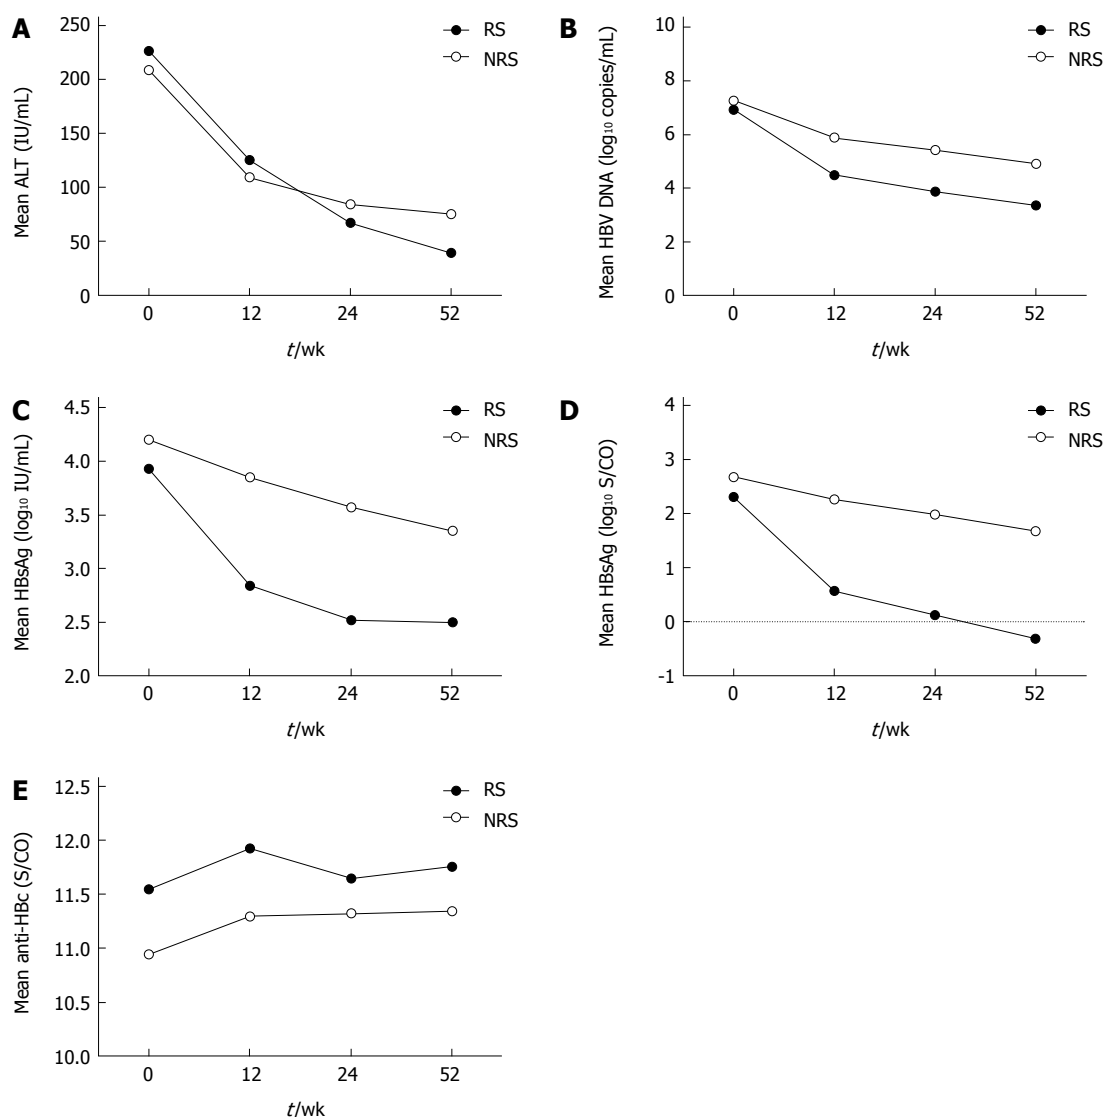 A
Mean ALT (IU/mL)
250
200
150
100
50
0
0 12 24 52
t/wk
RS
NRS
B
Mean HBV DNA (log₁₀ copies/mL)
10
8
6
4
2
0
0 12 24 52
t/wk
RS
NRS
C
Mean HBsAg (log₁₀ IU/mL)
4.5
4.0
3.5
3.0
2.5
2.0
0 12 24 52
t/wk
RS
NRS
D
Mean HBsAg (log₁₀ S/CO)
4
3
2
1
0
-1
0 12 24 52
t/wk
RS
NRS
E
Mean anti-HBc (S/CO)
12.5
12.0
11.5
11.0
10.5
10.0
0 12 24 52
t/wk
RS
NRS